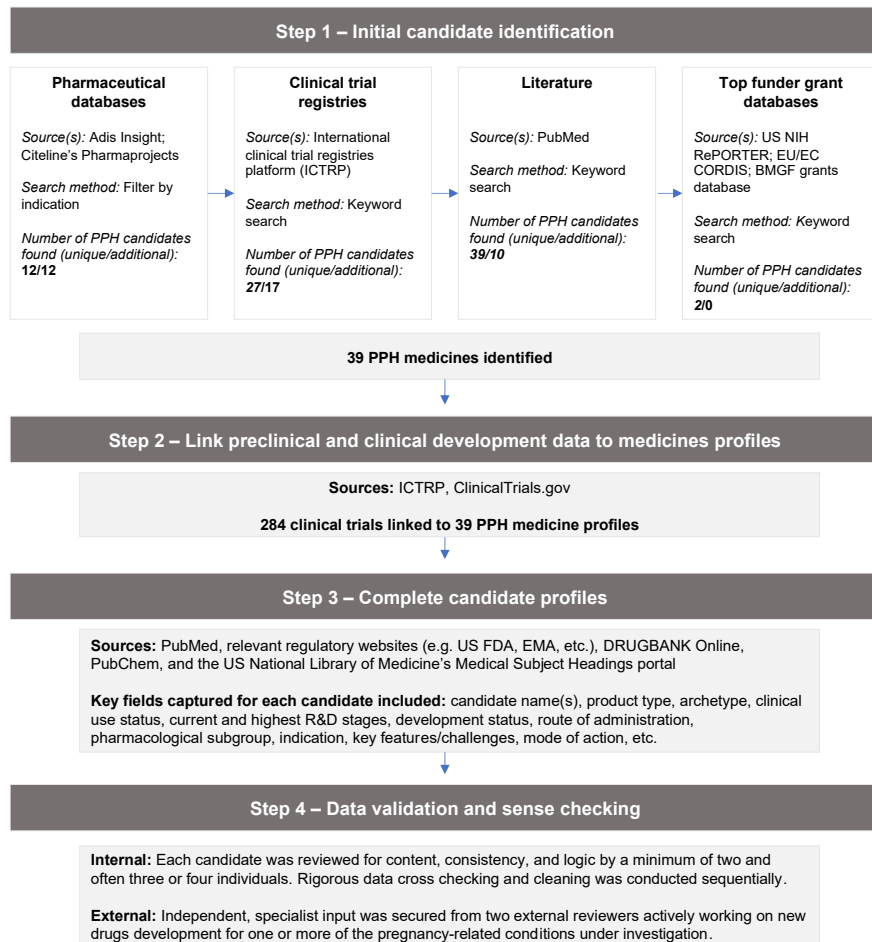 Step 1 – Initial candidate identification
Pharmaceutical
databases
Source(s): Adis Insight;
Citeline's Pharmaprojects
Search method: Filter by
indication
Number of PPH candidates
found (unique/additional):
12/12
Clinical trial
registries
Source(s): International
clinical trial registries
platform (ICTRP)
Search method: Keyword
search
Number of PPH candidates
found (unique/additional):
27/17
Literature
Source(s): PubMed
Search method: Keyword
search
Number of PPH candidates
found (unique/additional):
39/10
Top funder grant
databases
Source(s): US NIH
RePORTER; EU/EC
CORDIS; BMGF grants
database
Search method: Keyword
search
Number of PPH candidates
found (unique/additional):
2/0
39 PPH medicines identified
Step 2 – Link preclinical and clinical development data to medicines profiles
Sources: ICTRP, ClinicalTrials.gov
284 clinical trials linked to 39 PPH medicine profiles
Step 3 – Complete candidate profiles
Sources: PubMed, relevant regulatory websites (e.g. US FDA, EMA, etc.), DRUGBANK Online,
PubChem, and the US National Library of Medicine's Medical Subject Headings portal
Key fields captured for each candidate included: candidate name(s), product type, archetype, clinical
use status, current and highest R&D stages, development status, route of administration,
pharmacological subgroup, indication, key features/challenges, mode of action, etc.
Step 4 – Data validation and sense checking
Internal: Each candidate was reviewed for content, consistency, and logic by a minimum of two and
often three or four individuals. Rigorous data cross checking and cleaning was conducted sequentially.
External: Independent, specialist input was secured from two external reviewers actively working on new
drugs development for one or more of the pregnancy-related conditions under investigation.